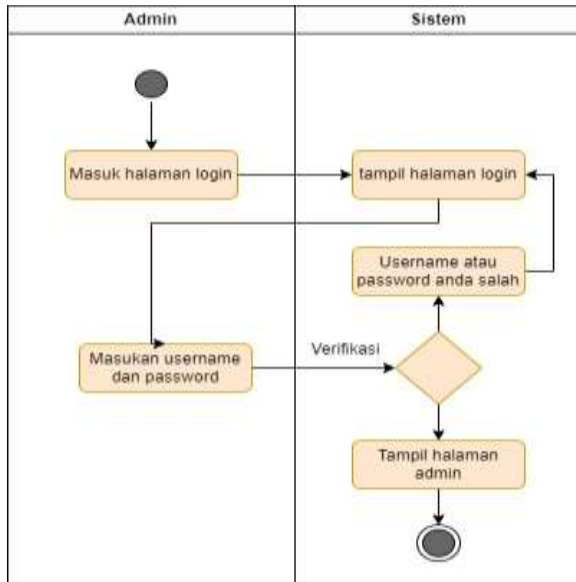 Admin
Sistem
Masuk halaman login
tampil halaman login
Username atau
password anda salah
Masukan username
dan password
Verifikasi
Tampil halaman
admin